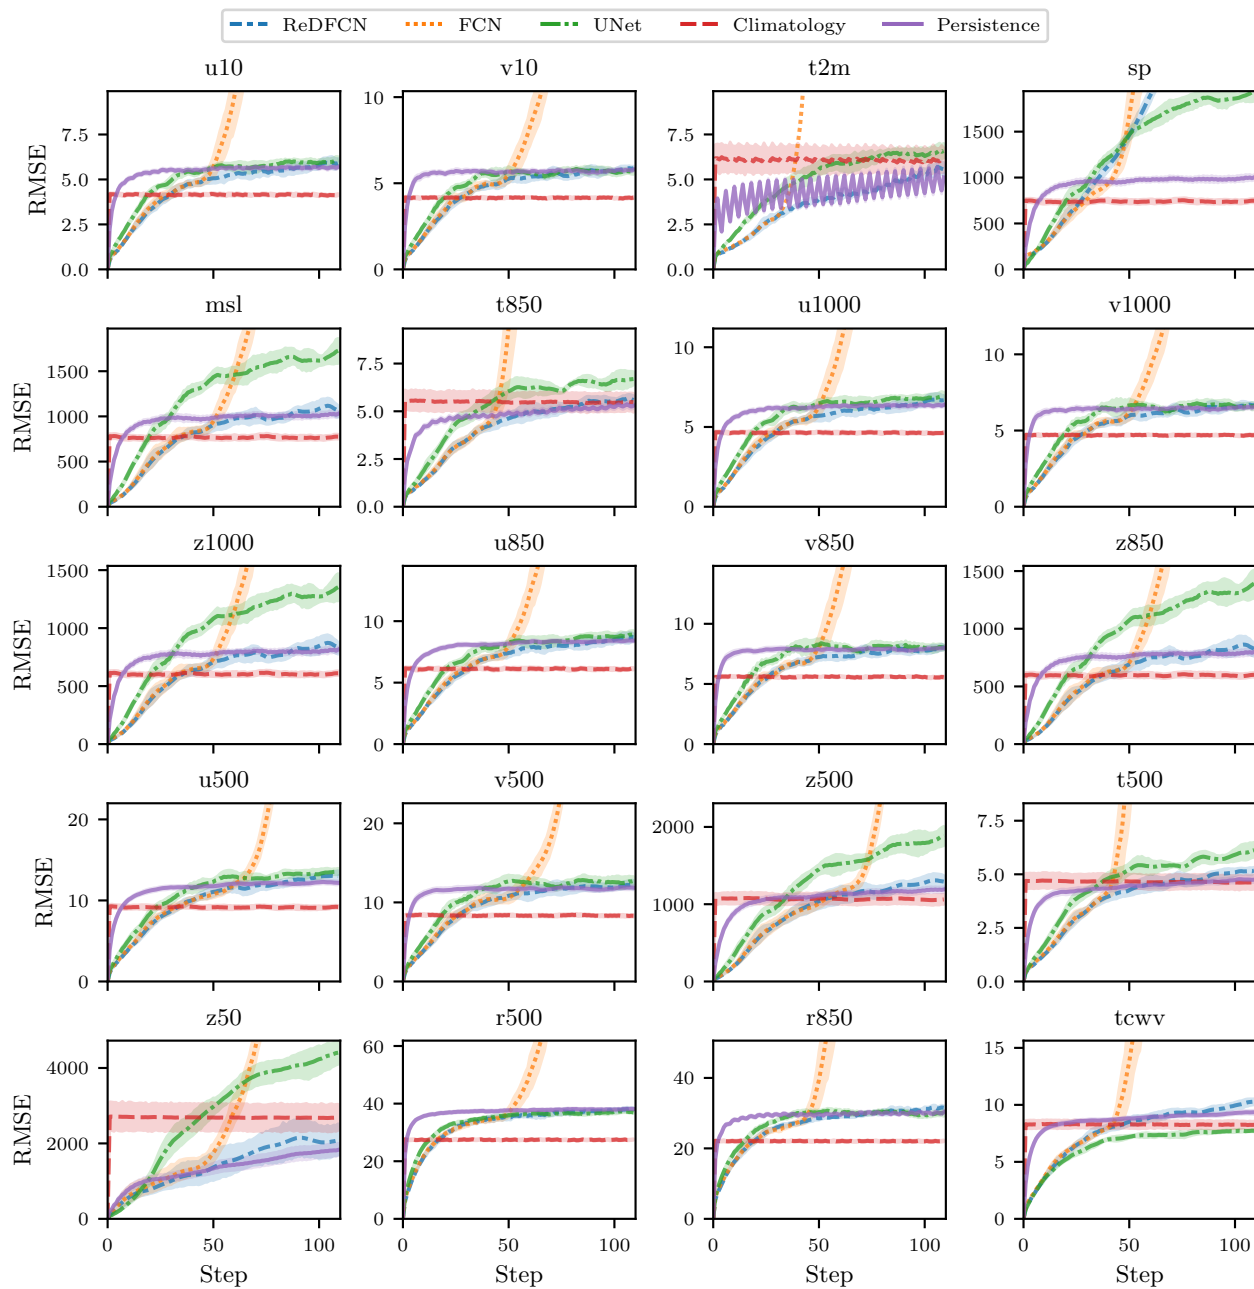 ReDFCN FCN UNet Climatology Persistence
u10 v10 t2m sp
RMSE
0.0 2.5 5.0 7.5
0 5 10
0.0 2.5 5.0 7.5
0 500 1000 1500
msl t850 u1000 v1000
RMSE
0 500 1000 1500
0.0 2.5 5.0 7.5
0 5 10
0 5 10
z1000 u850 v850 z850
RMSE
0 500 1000 1500
0 5 10
0 5 10
0 500 1000 1500
u500 v500 z500 t500
RMSE
0 10 20
0 10 20
0 1000 2000
0.0 2.5 5.0 7.5
z50 r500 r850 tcwv
RMSE
0 2000 4000
0 20 40 60
0 20 40
0 5 10 15
0 50 100 0 50 100 0 50 100 0 50 100
Step Step Step Step